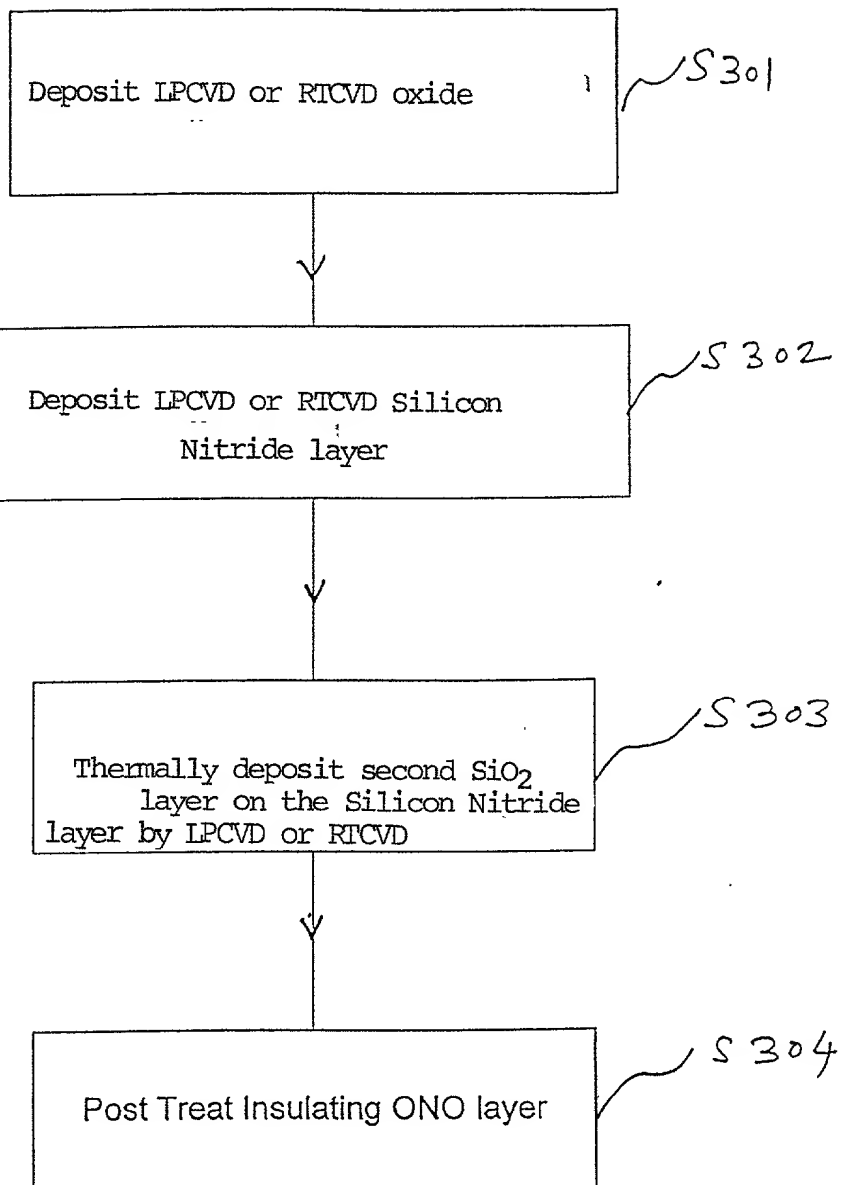 Deposit LPCVD or RTCVD oxide
S301
Deposit LPCVD or RTCVD Silicon
Nitride layer
S302
Thermally deposit second SiO2
layer on the Silicon Nitride
layer by LPCVD or RTCVD
S303
Post Treat Insulating ONO layer
S304